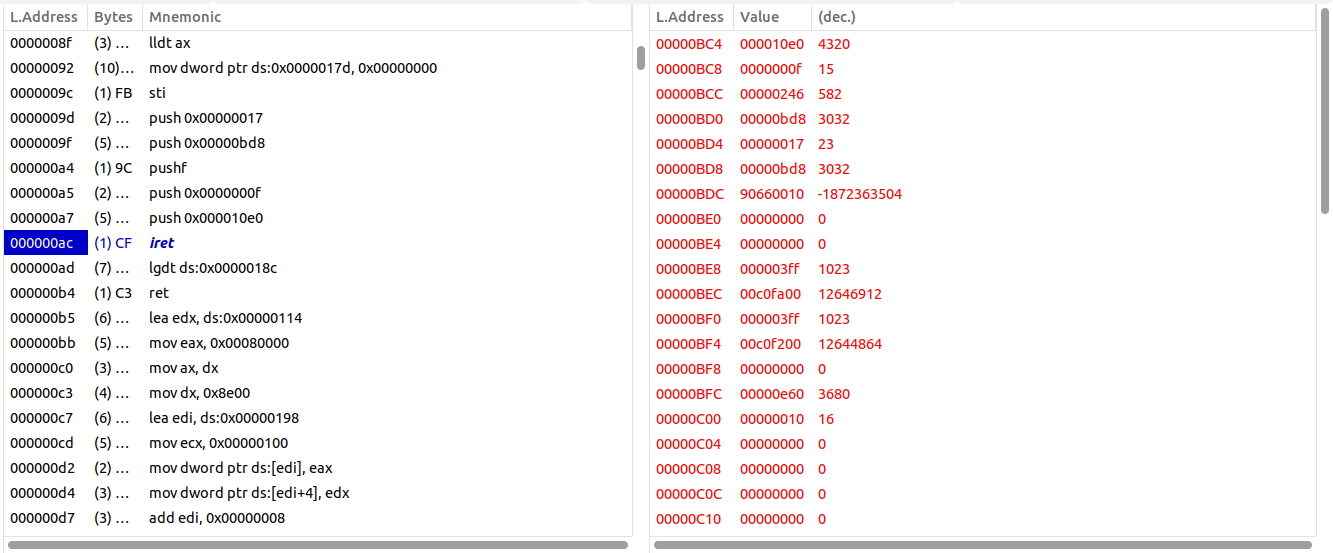 L.Address Bytes Mnemonic L.Address Value (dec.)
0000008f (3) ... lldt ax 00000BC4 000010e0 4320
00000092 (10)... mov dword ptr ds:0x0000017d, 0x00000000 00000BC8 0000000f 15
0000009c (1) FB sti 00000BCC 00000246 582
0000009d (2) ... push 0x00000017 00000BD0 00000bd8 3032
0000009f (5) ... push 0x00000bd8 00000BD4 00000017 23
000000a4 (1) 9C pushf 00000BD8 00000bd8 3032
000000a5 (2) ... push 0x0000000f 00000BDC 90660010 -1872363504
000000a7 (5) ... push 0x000010e0 00000BE0 00000000 0
000000ac (1) CF iret 00000BE4 00000000 0
000000ad (7) ... lgdt ds:0x0000018c 00000BE8 000003ff 1023
000000b4 (1) C3 ret 00000BEC 00c0fa00 12646912
000000b5 (6) ... lea edx, ds:0x00000114 00000BF0 000003ff 1023
000000bb (5) ... mov eax, 0x00080000 00000BF4 00c0f200 12644864
000000c0 (3) ... mov ax, dx 00000BF8 00000000 0
000000c3 (4) ... mov dx, 0x8e00 00000BFC 00000e60 3680
000000c7 (6) ... lea edi, ds:0x00000198 00000C00 00000010 16
000000cd (5) ... mov ecx, 0x00000100 00000C04 00000000 0
000000d2 (2) ... mov dword ptr ds:[edi], eax 00000C08 00000000 0
000000d4 (3) ... mov dword ptr ds:[edi+4], edx 00000C0C 00000000 0
000000d7 (3) ... add edi, 0x00000008 00000C10 00000000 0